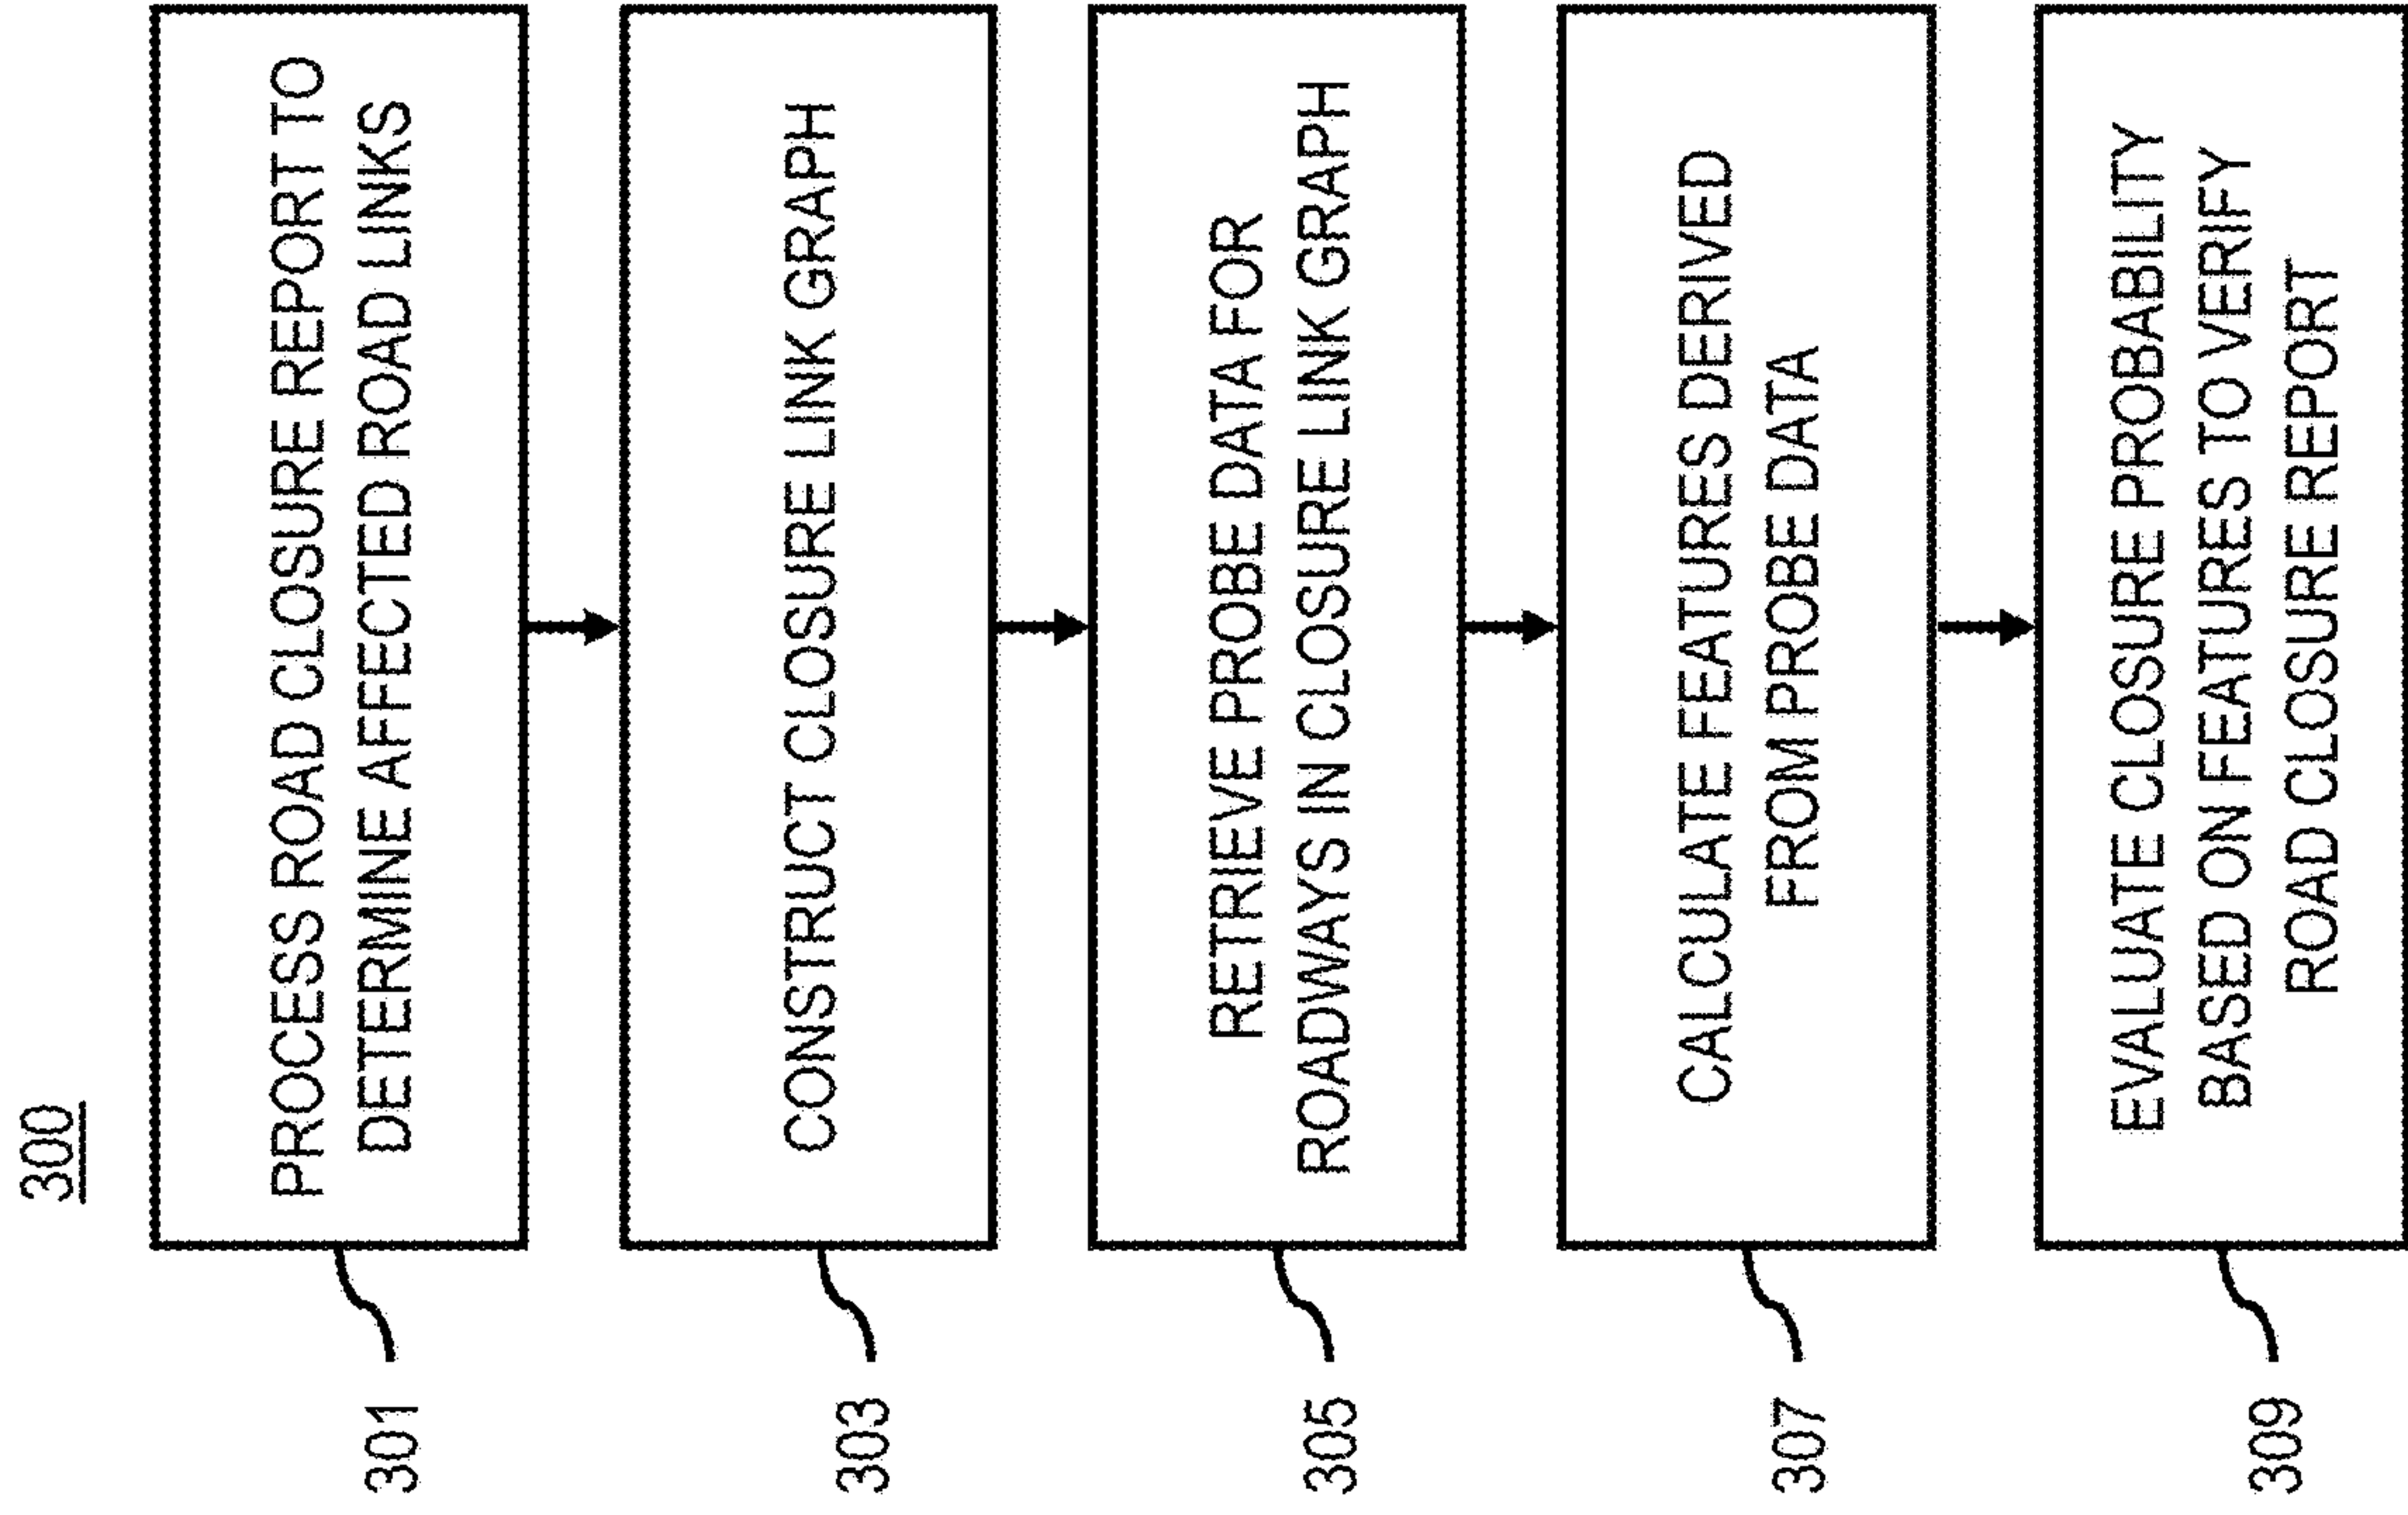 300
301
PROCESS ROAD CLOSURE REPORT TO
DETERMINE AFFECTED ROAD LINKS
303
CONSTRUCT CLOSURE LINK GRAPH
305
RETRIEVE PROBE DATA FOR
ROADWAYS IN CLOSURE LINK GRAPH
307
CALCULATE FEATURES DERIVED
FROM PROBE DATA
309
EVALUATE CLOSURE PROBABILITY
BASED ON FEATURES TO VERIFY
ROAD CLOSURE REPORT